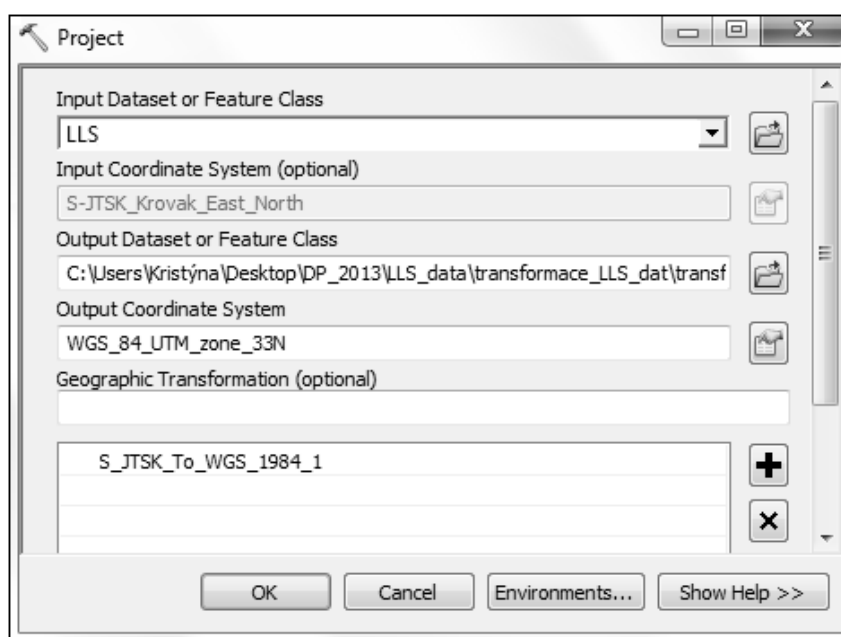 Project
Input Dataset or Feature Class
LLS
Input Coordinate System (optional)
S-JTSK_Krovak_East_North
Output Dataset or Feature Class
C:\Users\Kristýna\Desktop\DP_2013\LLS_data\transformace_LLS_dat\transf
Output Coordinate System
WGS_84_UTM_zone_33N
Geographic Transformation (optional)
S_JTSK_To_WGS_1984_1
OK Cancel Environments... Show Help >>